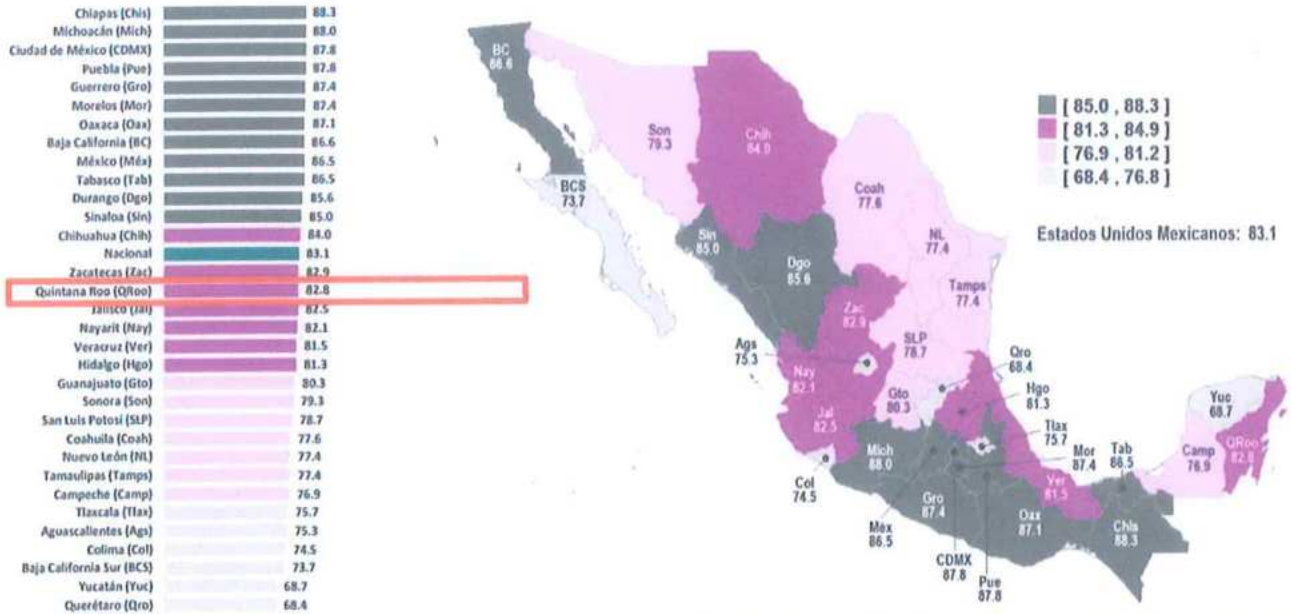 Chiapas (Chis) 88.3
Michoacán (Mich) 88.0
Ciudad de México (CDMX) 87.8
Puebla (Pue) 87.8
Guerrero (Gro) 87.4
Morelos (Mor) 87.4
Oaxaca (Oax) 87.1
Baja California (BC) 86.6
México (Méx) 86.5
Tabasco (Tab) 86.5
Durango (Dgo) 85.6
Sinaloa (Sin) 85.0
Chihuahua (Chih) 84.0
Nacional 83.1
Zacatecas (Zac) 82.9
Quintana Roo (QRoo) 82.8
Jalisco (Jal) 82.5
Nayarit (Nay) 82.1
Veracruz (Ver) 81.5
Hidalgo (Hgo) 81.3
Guanajuato (Gto) 80.3
Sonora (Son) 79.3
San Luis Potosí (SLP) 78.7
Coahuila (Coah) 77.6
Nuevo León (NL) 77.4
Tamaulipas (Tamps) 77.4
Campeche (Camp) 76.9
Tlaxcala (Tlax) 75.7
Aguascalientes (Ags) 75.3
Colima (Col) 74.5
Baja California Sur (BCS) 73.7
Yucatán (Yuc) 68.7
Querétaro (Qro) 68.4
BC
86.6
Son
79.3
Chih
84.0
BCS
73.7
Coah
77.6
NL
77.4
Sin
85.0
Dgo
85.6
Tamps
77.4
Zac
82.9
SLP
78.7
Ags
75.3
Qro
68.4
Nay
82.1
Gto
80.3
Hgo
81.3
Jal
82.5
Tlax
75.7
Yuc
68.7
QRoo
82.8
Camp
76.9
Mich
88.0
Mor
87.4
Tab
86.5
Col
74.5
Ver
81.5
Gro
87.4
Oax
87.1
Chis
88.3
Méx
86.5
CDMX
87.8
Pue
87.8
[ 85.0 , 88.3 ]
[ 81.3 , 84.9 ]
[ 76.9 , 81.2 ]
[ 68.4 , 76.8 ]
Estados Unidos Mexicanos: 83.1